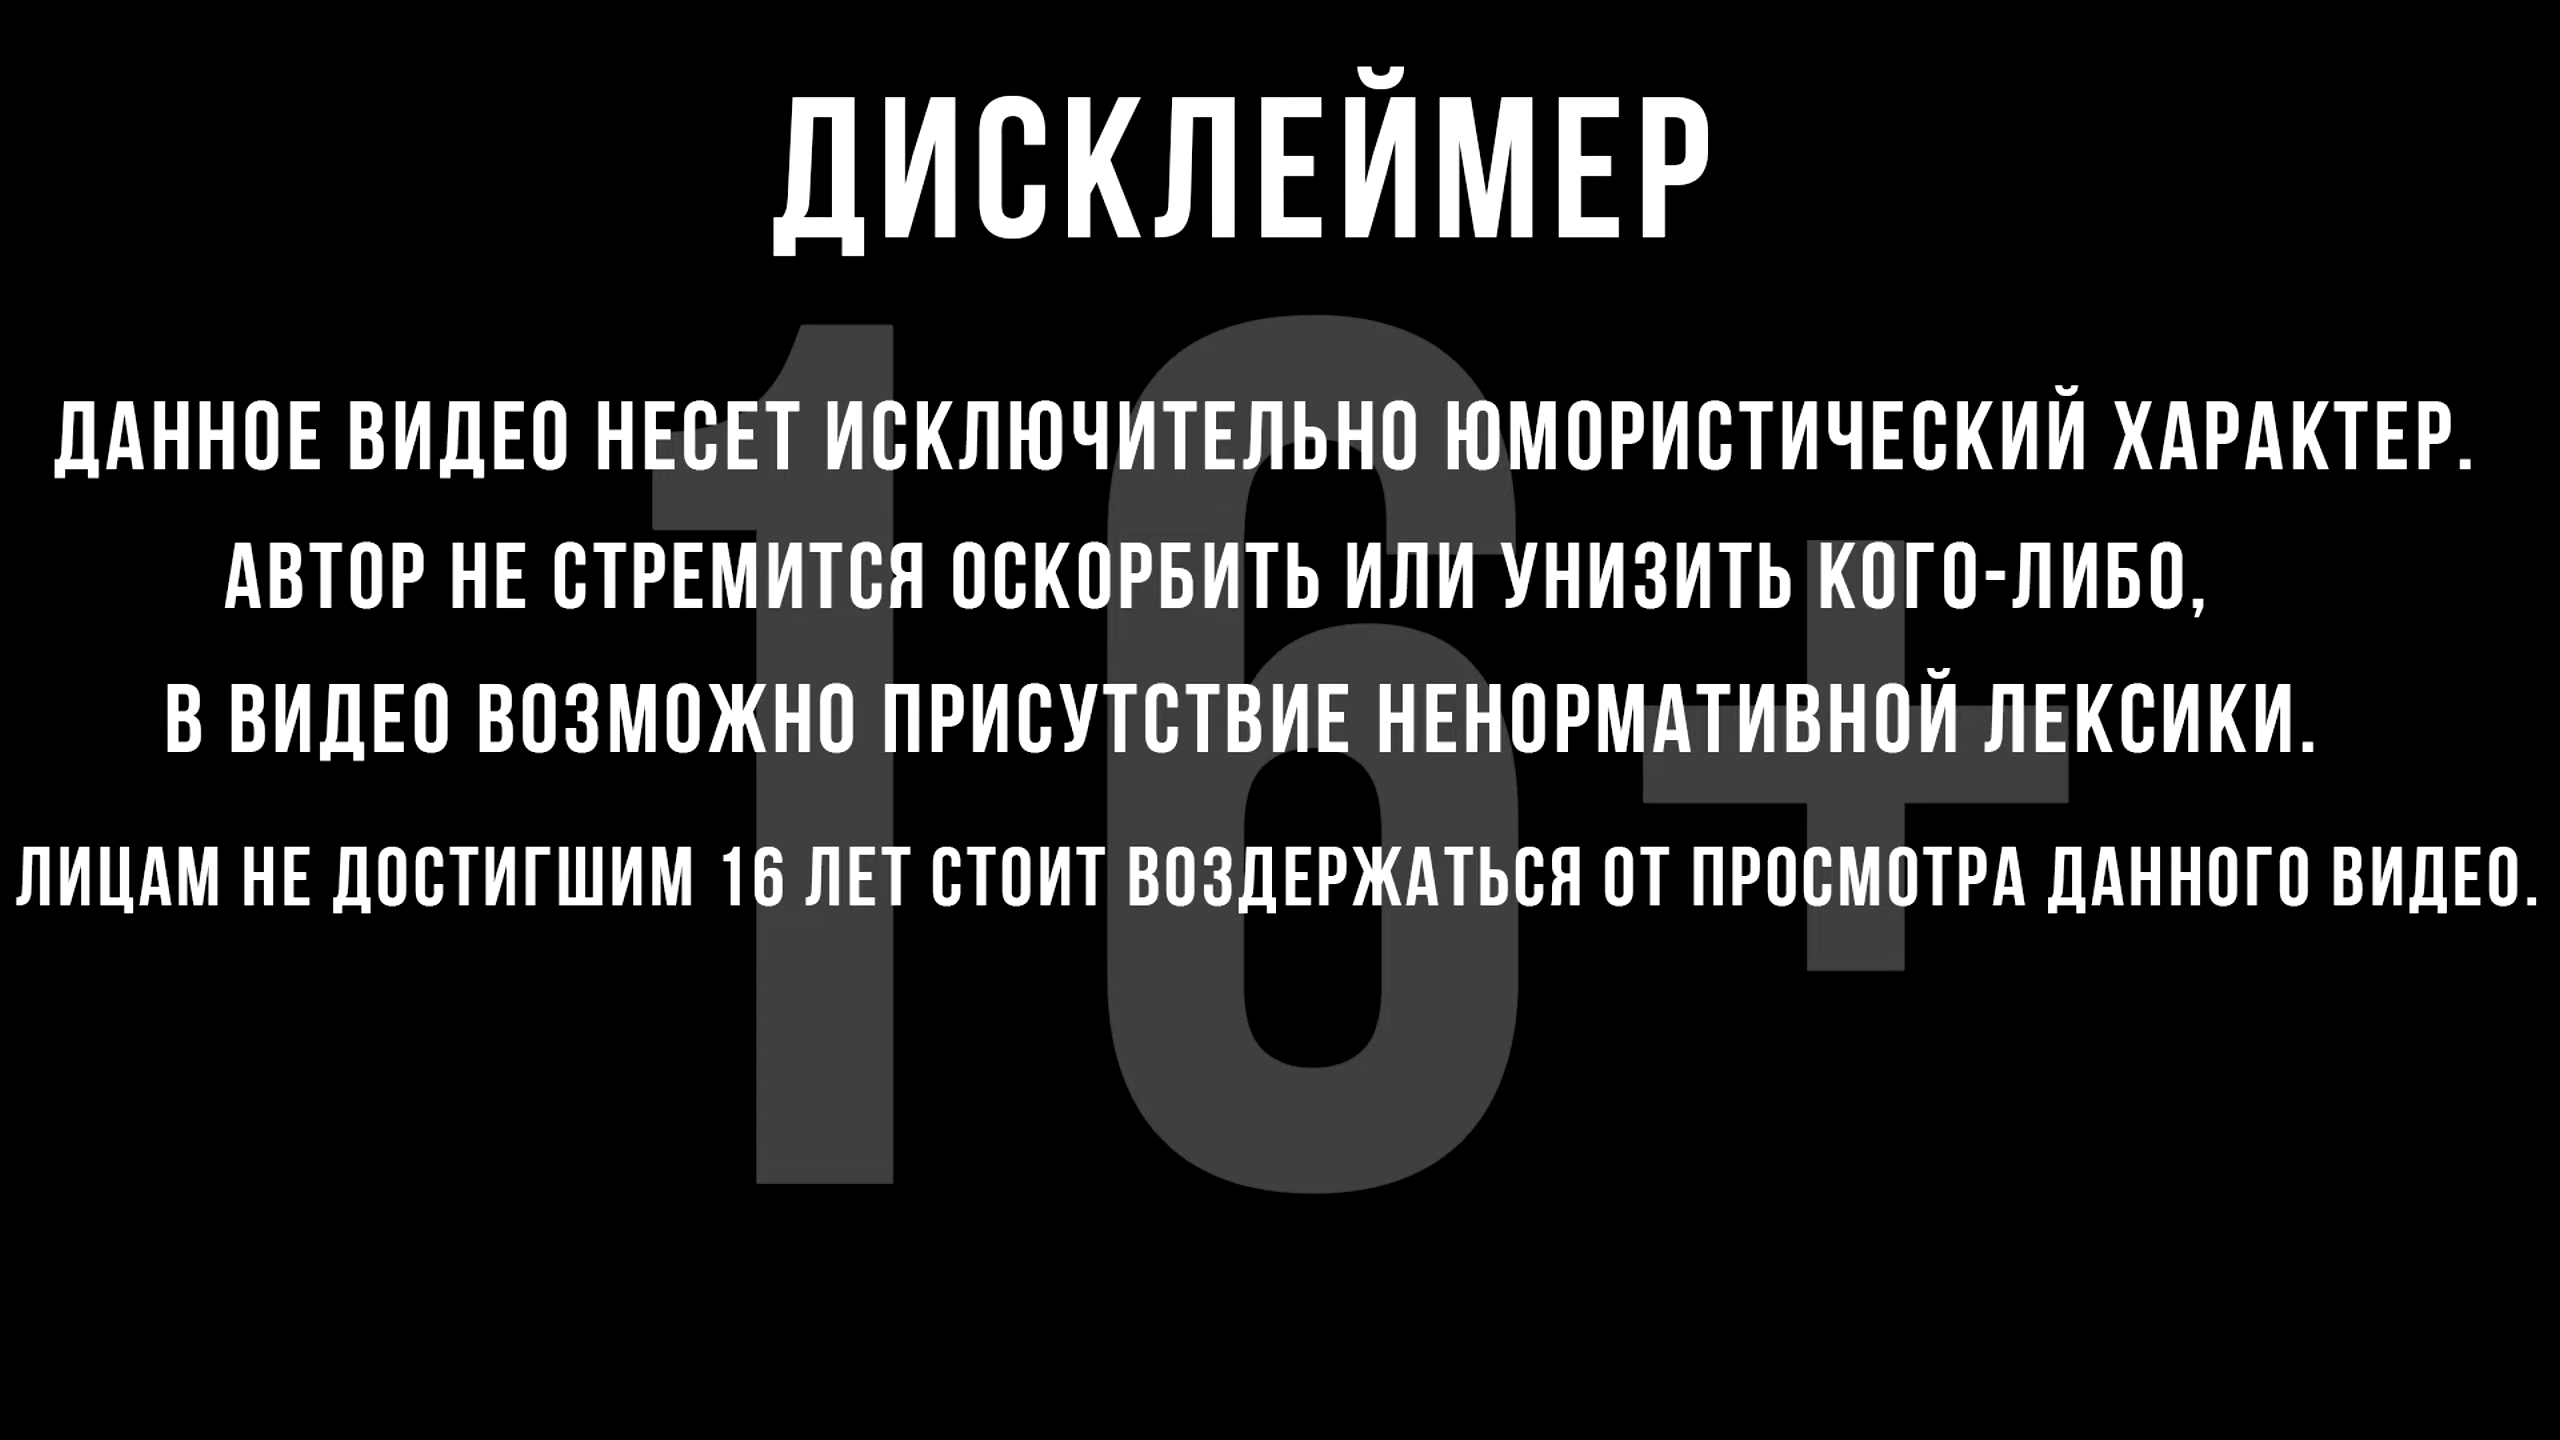 ДИСКЛЕЙМЕР
ДАННОЕ ВИДЕО НЕСЕТ ИСКЛЮЧИТЕЛЬНО ЮМОРИСТИЧЕСКИЙ ХАРАКТЕР.
АВТОР НЕ СТРЕМИТСЯ ОСКОРБИТЬ ИЛИ УНИЗИТЬ КОГО-ЛИБО,
В ВИДЕО ВОЗМОЖНО ПРИСУТСТВИЕ НЕНОРМАТИВНОЙ ЛЕКСИКИ.
ЛИЦАМ НЕ ДОСТИГШИМ 16 ЛЕТ СТОИТ ВОЗДЕРЖАТЬСЯ ОТ ПРОСМОТРА ДАННОГО ВИДЕО.
16+